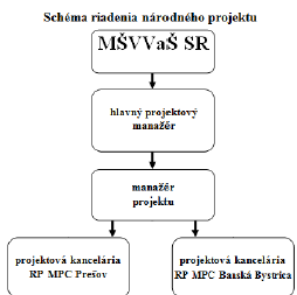 Schéma riadenia národného projektu
MŠVVaŠ SR
hlavný projektový
manažér
manažér
projektu
projektová kancelária
RP MPC Prešov
projektová kancelária
RP MPC Banská Bystrica